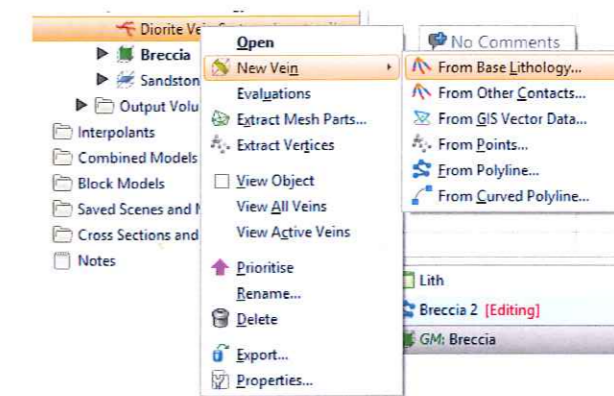 Diorite Ve
Breccia
Sandston
Output Volu
Interpolants
Combined Models
Block Models
Saved Scenes and
Cross Sections and
Notes
Open
New Vein
Evaluations
Extract Mesh Parts...
Extract Vertices
View Object
View All Veins
View Active Veins
Prioritise
Rename...
Delete
Export...
Properties...
No Comments
From Base Lithology...
From Other Contacts...
From GIS Vector Data...
From Points...
From Polyline...
From Curved Polyline...
Lith
Breccia 2 [Editing]
GM: Breccia